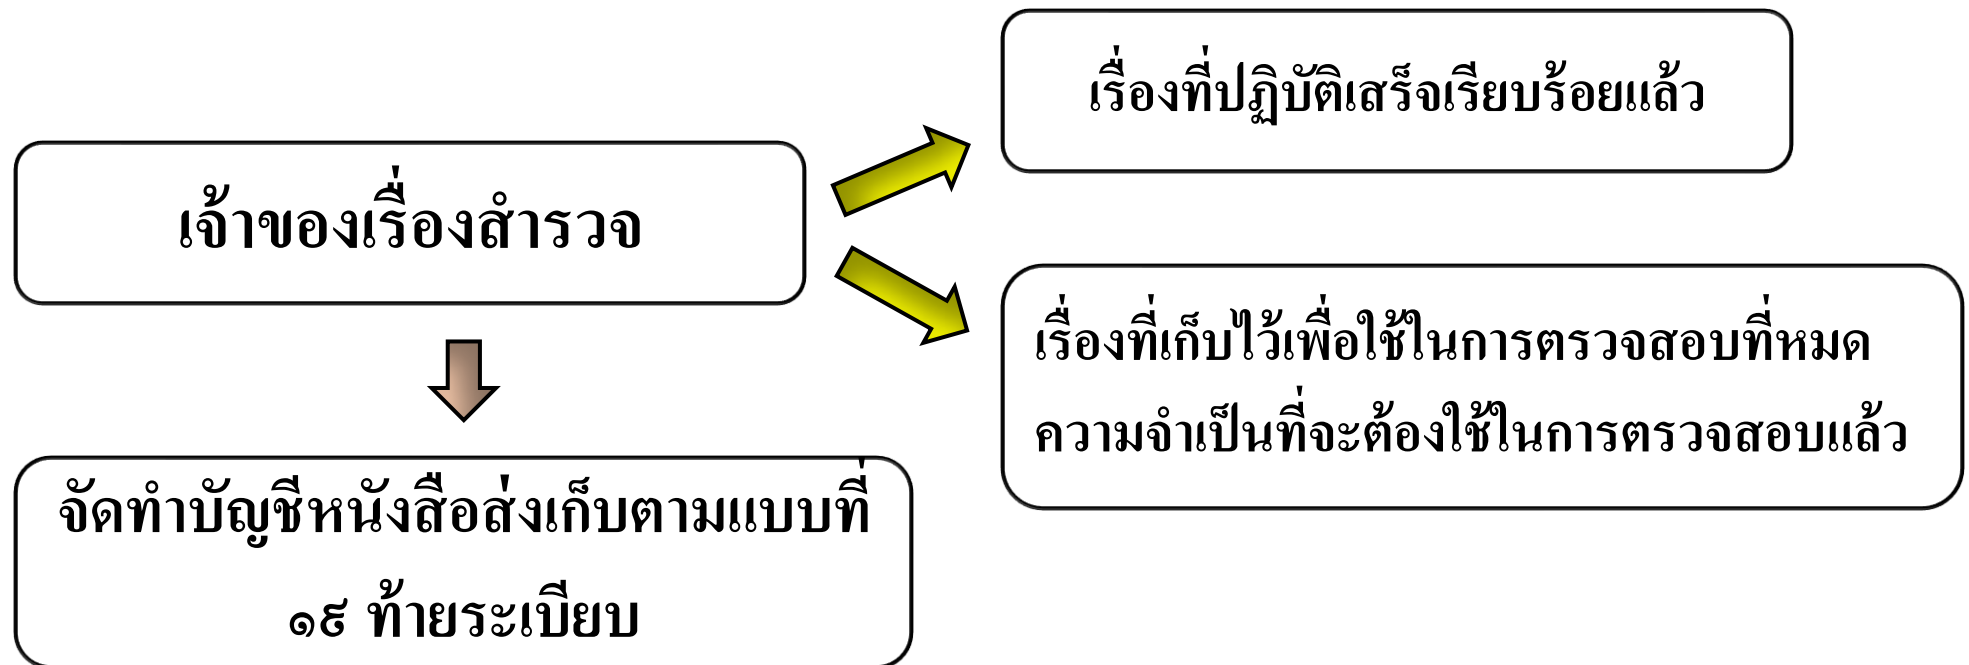 เรื่องที่ปฏิบัติเสร็จเรียบร้อยแล้ว
เจ้าของเรื่องสำรวจ
เรื่องที่เก็บไว้เพื่อใช้ในการตรวจสอบที่หมด
ความจำเป็นที่จะต้องใช้ในการตรวจสอบแล้ว
จัดทำบัญชีหนังสือส่งเก็บตามแบบที่
๑๙ ท้ายระเบียบ